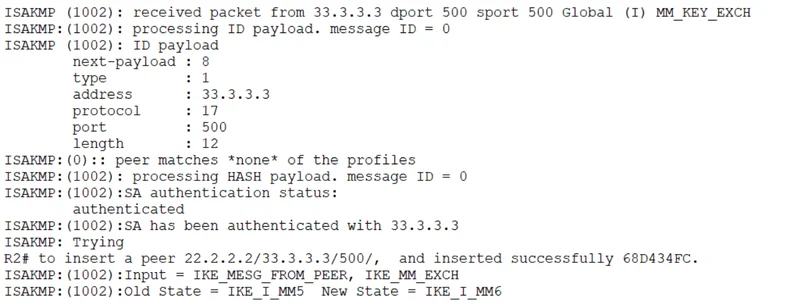 ISAKMP (1002): received packet from 33.3.3.3 dport 500 sport 500 Global (I) MM_KEY_EXCH
ISAKMP:(1002): processing ID payload. message ID = 0
ISAKMP (1002): ID payload
next-payload : 8
type : 1
address : 33.3.3.3
protocol : 17
port : 500
length : 12
ISAKMP:(0):: peer matches *none* of the profiles
ISAKMP:(1002): processing HASH payload. message ID = 0
ISAKMP:(1002):SA authentication status:
authenticated
ISAKMP:(1002):SA has been authenticated with 33.3.3.3
ISAKMP: Trying
R2# to insert a peer 22.2.2.2/33.3.3.3/500/, and inserted successfully 68D434FC.
ISAKMP:(1002):Input = IKE_MESG_FROM_PEER, IKE_MM_EXCH
ISAKMP:(1002):Old State = IKE_I_MM5 New State = IKE_I_MM6